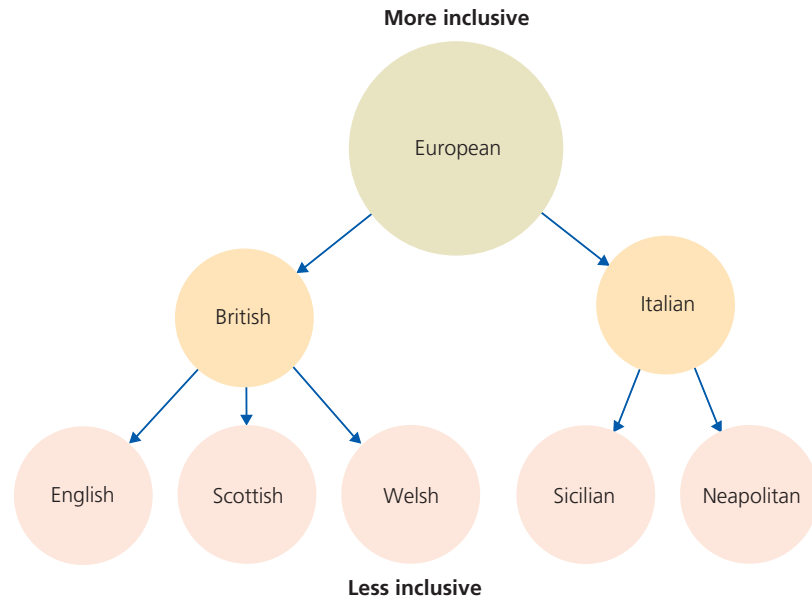 More inclusive
European
British
Italian
English
Scottish
Welsh
Sicilian
Neapolitan
Less inclusive